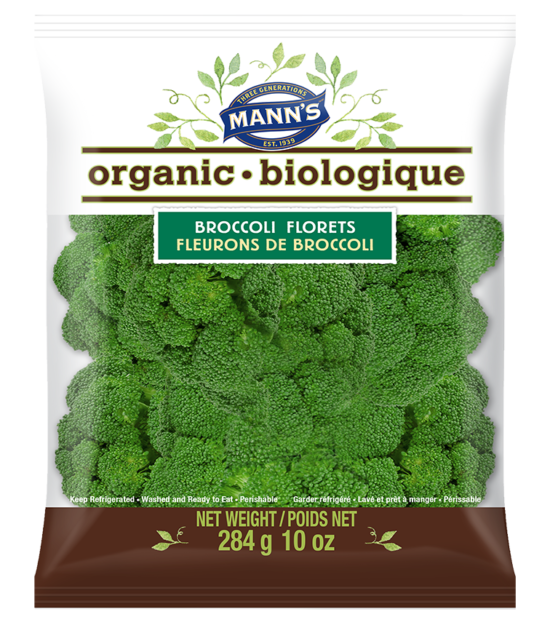 THREE GENERATIONS
MANN'S
EST. 1939
organic • biologique
BROCCOLI FLORETS
FLEURONS DE BROCCOLI
Keep Refrigerated • Washed and Ready to Eat • Perishable Garder réfrigéré • Lavé et prêt à manger • Périssable
NET WEIGHT / POIDS NET
284 g 10 oz